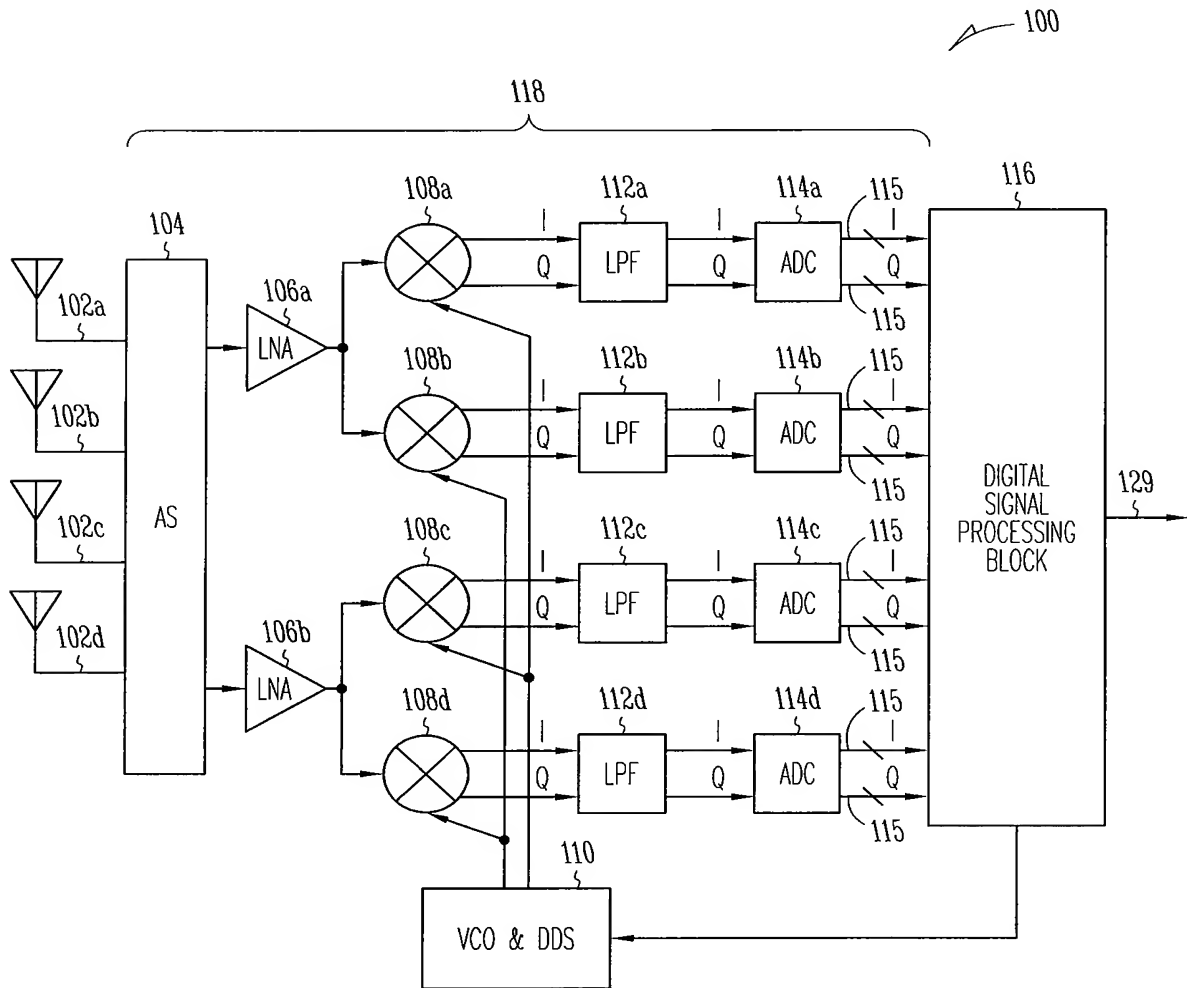 100
118
108a
112a
114a
115
116
104
I
I
I
LPF
ADC
Q
Q
Q
102a
106a
LNA
115
108b
112b
114b
115
102b
I
I
I
LPF
ADC
Q
Q
Q
115
DIGITAL
SIGNAL
PROCESSING
BLOCK
129
AS
102c
108c
112c
114c
115
I
I
I
LPF
ADC
Q
Q
Q
102d
106b
LNA
115
108d
112d
114d
115
I
I
I
LPF
ADC
Q
Q
Q
115
110
VCO & DDS